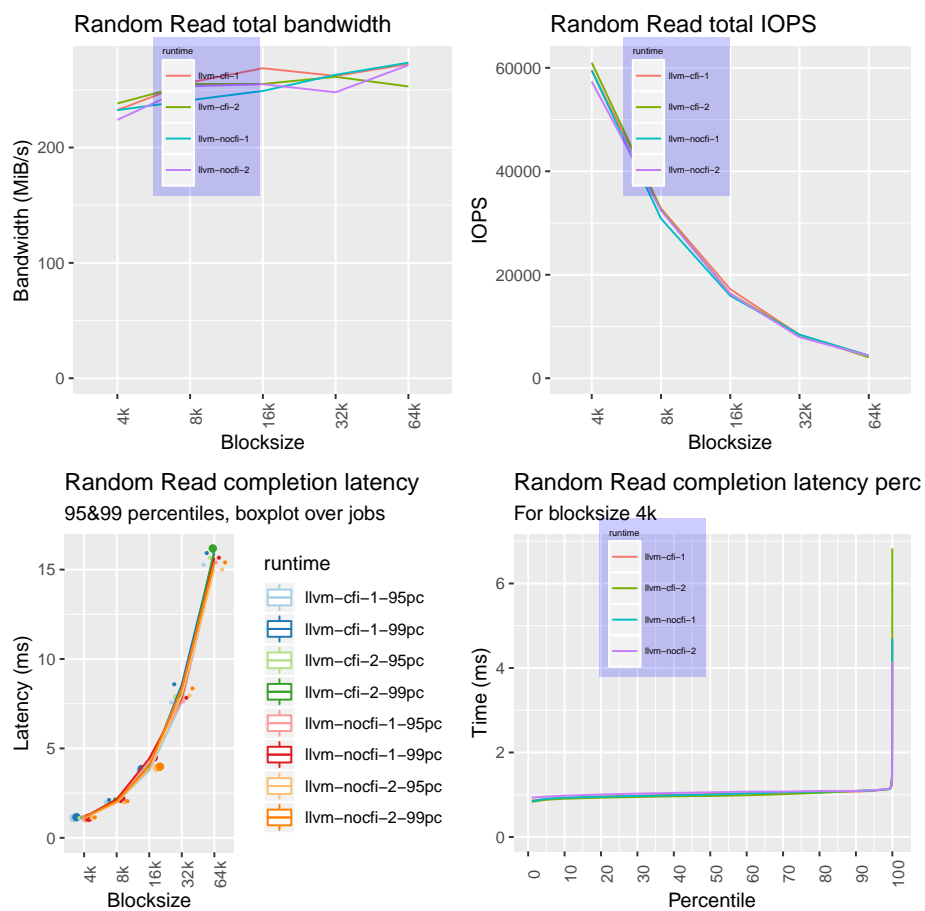 Random Read total bandwidth
runtime
llvm−cfi−1
llvm−cfi−2
llvm−nocfi−1
llvm−nocfi−2
Bandwidth (MiB/s)
200
100
0
4k
8k
16k
32k
64k
Blocksize
Random Read total IOPS
runtime
llvm−cfi−1
llvm−cfi−2
llvm−nocfi−1
llvm−nocfi−2
IOPS
60000
40000
20000
0
4k
8k
16k
32k
64k
Blocksize
Random Read completion latency
95&99 percentiles, boxplot over jobs
Latency (ms)
15
10
5
0
4k
8k
16k
32k
64k
Blocksize
runtime
llvm−cfi−1−95pc
llvm−cfi−1−99pc
llvm−cfi−2−95pc
llvm−cfi−2−99pc
llvm−nocfi−1−95pc
llvm−nocfi−1−99pc
llvm−nocfi−2−95pc
llvm−nocfi−2−99pc
Random Read completion latency perc
For blocksize 4k
runtime
llvm−cfi−1
llvm−cfi−2
llvm−nocfi−1
llvm−nocfi−2
Time (ms)
6
4
2
0
0
10
20
30
40
50
60
70
80
90
100
Percentile